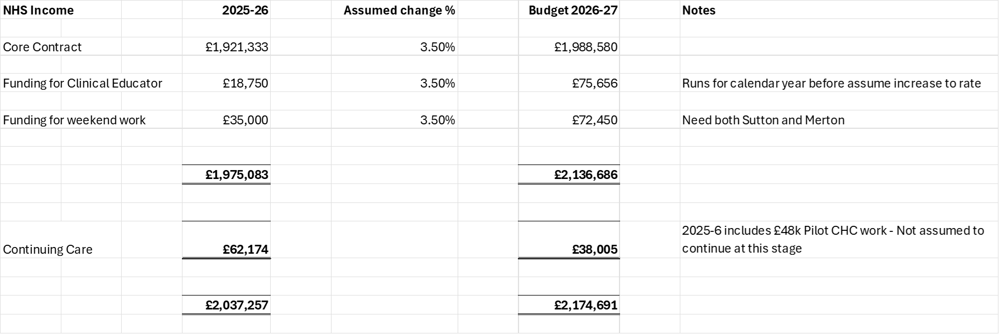 NHS Income 2025-26 Assumed change % Budget 2026-27 Notes
Core Contract £1,921,333 3.50% £1,988,580
Funding for Clinical Educator £18,750 3.50% £75,656 Runs for calendar year before assume increase to rate
Funding for weekend work £35,000 3.50% £72,450 Need both Sutton and Merton
£1,975,083 £2,136,686
2025-6 includes £48k Pilot CHC work - Not assumed to
Continuing Care £62,174 £38,005 continue at this stage
£2,037,257 £2,174,691